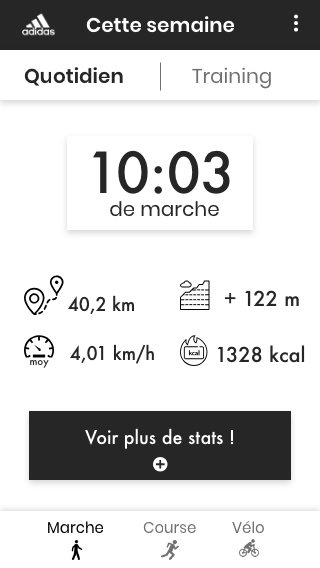 adidas
Cette semaine
Quotidien
Training
10:03
de marche
40,2 km
+ 122 m
moy
4,01 km/h
kcal
1328 kcal
Voir plus de stats !
Marche
Course
Vélo